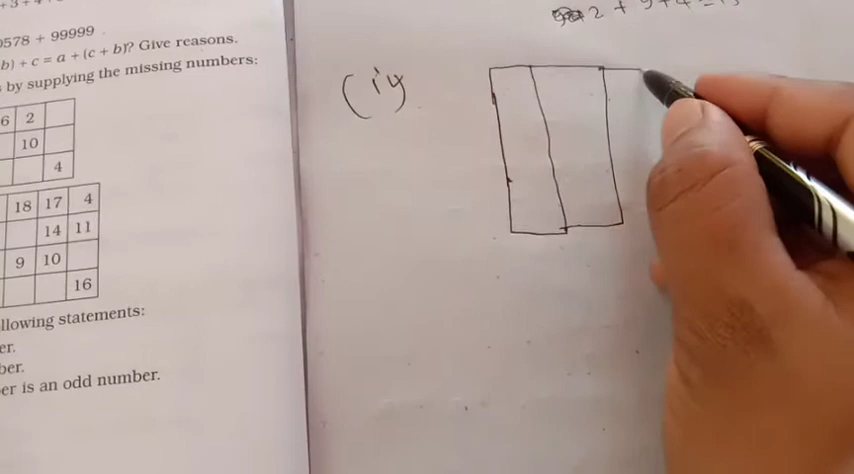 0578 + 99999
b) + c = a + (c + b)? Give reasons.
s by supplying the missing numbers:
6 2
10
4
18 17 4
14 11
9 10
16
llowing statements:
er.
ber.
er is an odd number.
(iv)